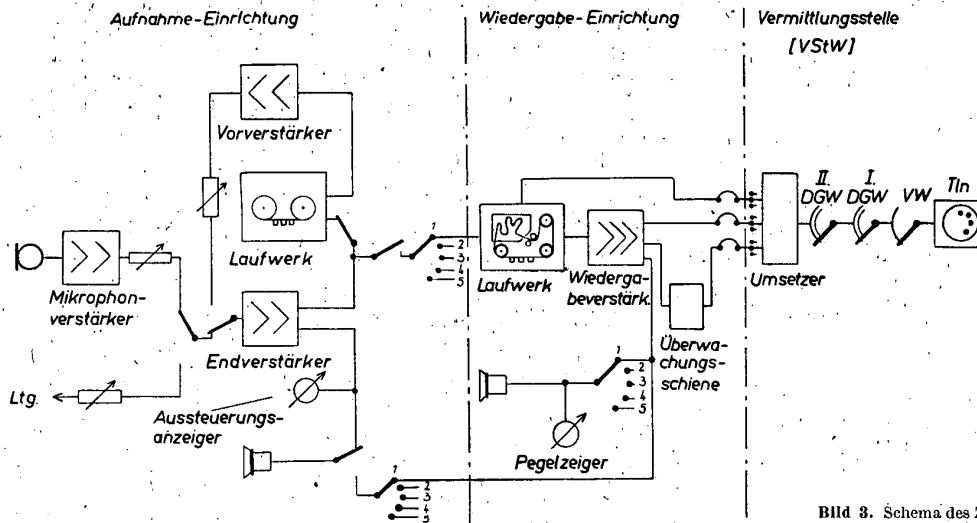 Aufnahme-Einrichtung
Wiedergabe-Einrichtung
Vermittlungsstelle
[VStW]
Vorverstärker
Laufwerk
Mikrophon-
verstärker
Endverstärker
Ltg.
Aussteuerungs-
anzeiger
1
2
3
4
5
1
2
3
4
5
Laufwerk
Wiederga-
beverstärk.
Überwa-
chungs-
schiene
1
2
3
4
5
Pegelzeiger
Umsetzer
II.
DGW
I.
DGW
VW
Tln
Bild 3. Schema des